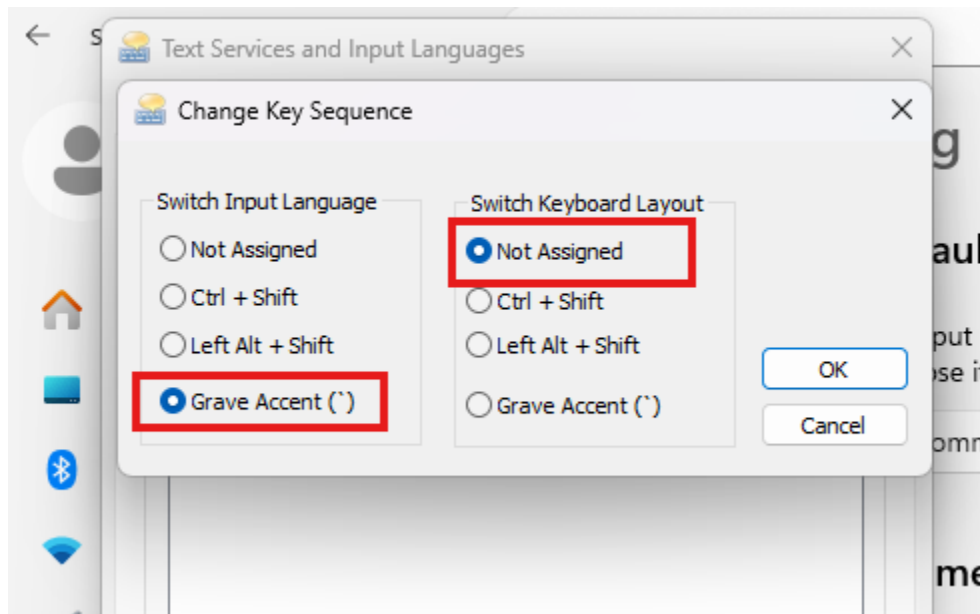 Text Services and Input Languages
Change Key Sequence
Switch Input Language
Not Assigned
Ctrl + Shift
Left Alt + Shift
Grave Accent (`)
Switch Keyboard Layout
Not Assigned
Ctrl + Shift
Left Alt + Shift
Grave Accent (`)
OK
Cancel